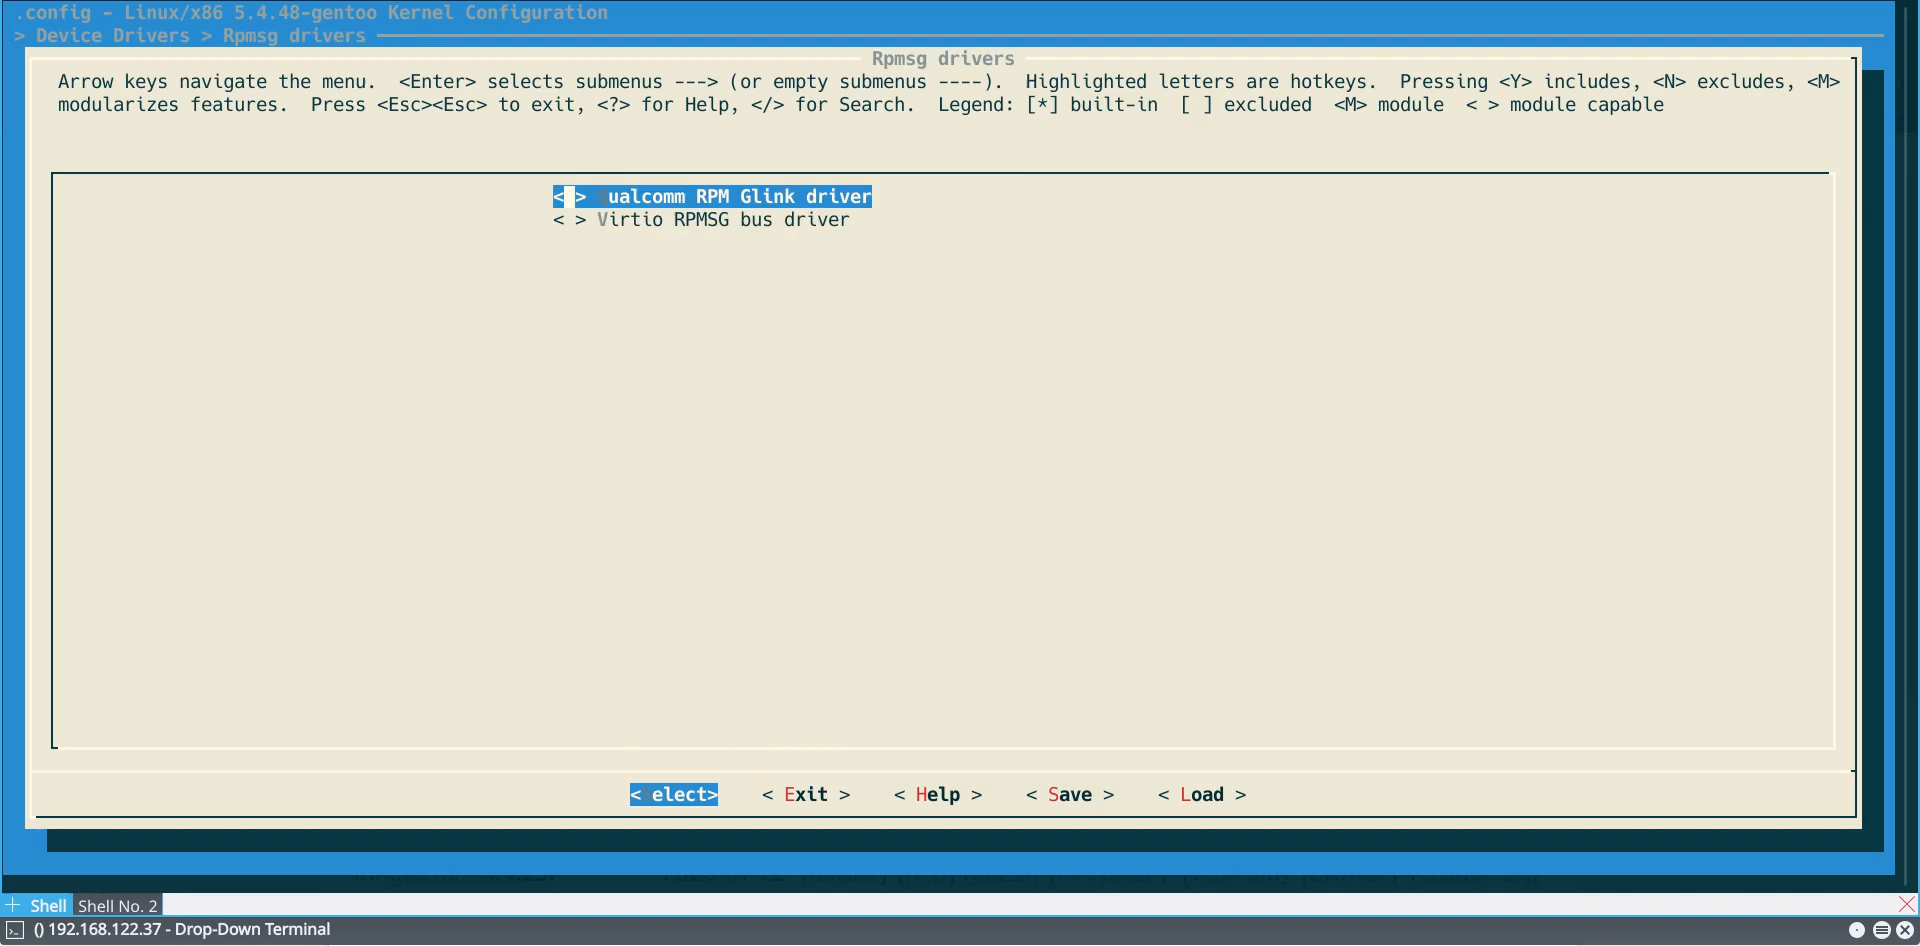 .config - Linux/x86 5.4.48-gentoo Kernel Configuration
> Device Drivers > Rpmsg drivers
Rpmsg drivers
Arrow keys navigate the menu.  <Enter> selects submenus ---> (or empty submenus ----).  Highlighted letters are hotkeys.  Pressing <Y> includes, <N> excludes, <M>
modularizes features.  Press <Esc><Esc> to exit, <?> for Help, </> for Search.  Legend: [*] built-in  [ ] excluded  <M> module  < > module capable
< > Qualcomm RPM Glink driver
< > Virtio RPMSG bus driver
<Select>    < Exit >    < Help >    < Save >    < Load >
Shell  Shell No. 2
() 192.168.122.37 - Drop-Down Terminal